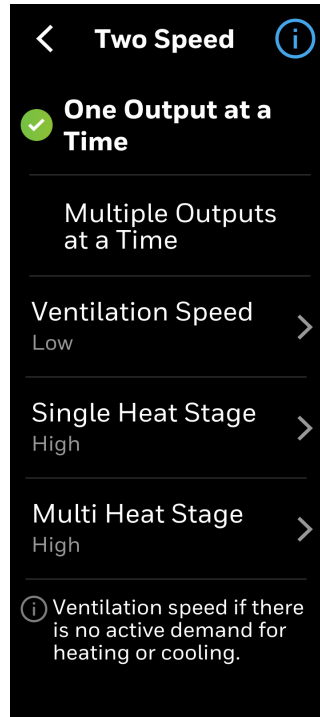 Two Speed
One Output at a
Time
Multiple Outputs
at a Time
Ventilation Speed
Low
Single Heat Stage
High
Multi Heat Stage
High
Ventilation speed if there
is no active demand for
heating or cooling.